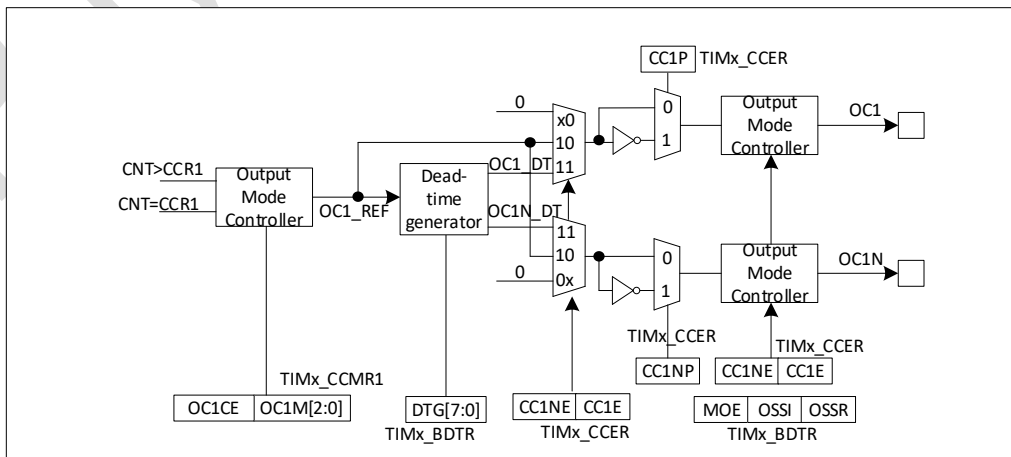 CC1P TIMx_CCER
0
x0
10
11
0
1
Output
Mode
Controller
OC1
CNT>CCR1
CNT=CCR1
Output
Mode
Controller
OC1_REF
Dead-
time
generator
OC1_DT
OC1N_DT
11
10
0x
0
0
1
Output
Mode
Controller
OC1N
TIMx_CCER
CC1NP
TIMx_CCER
CC1NE CC1E
TIMx_CCMR1
OC1CE OC1M[2:0]
DTG[7:0]
TIMx_BDTR
CC1NE CC1E
TIMx_CCER
MOE OSSI OSSR
TIMx_BDTR